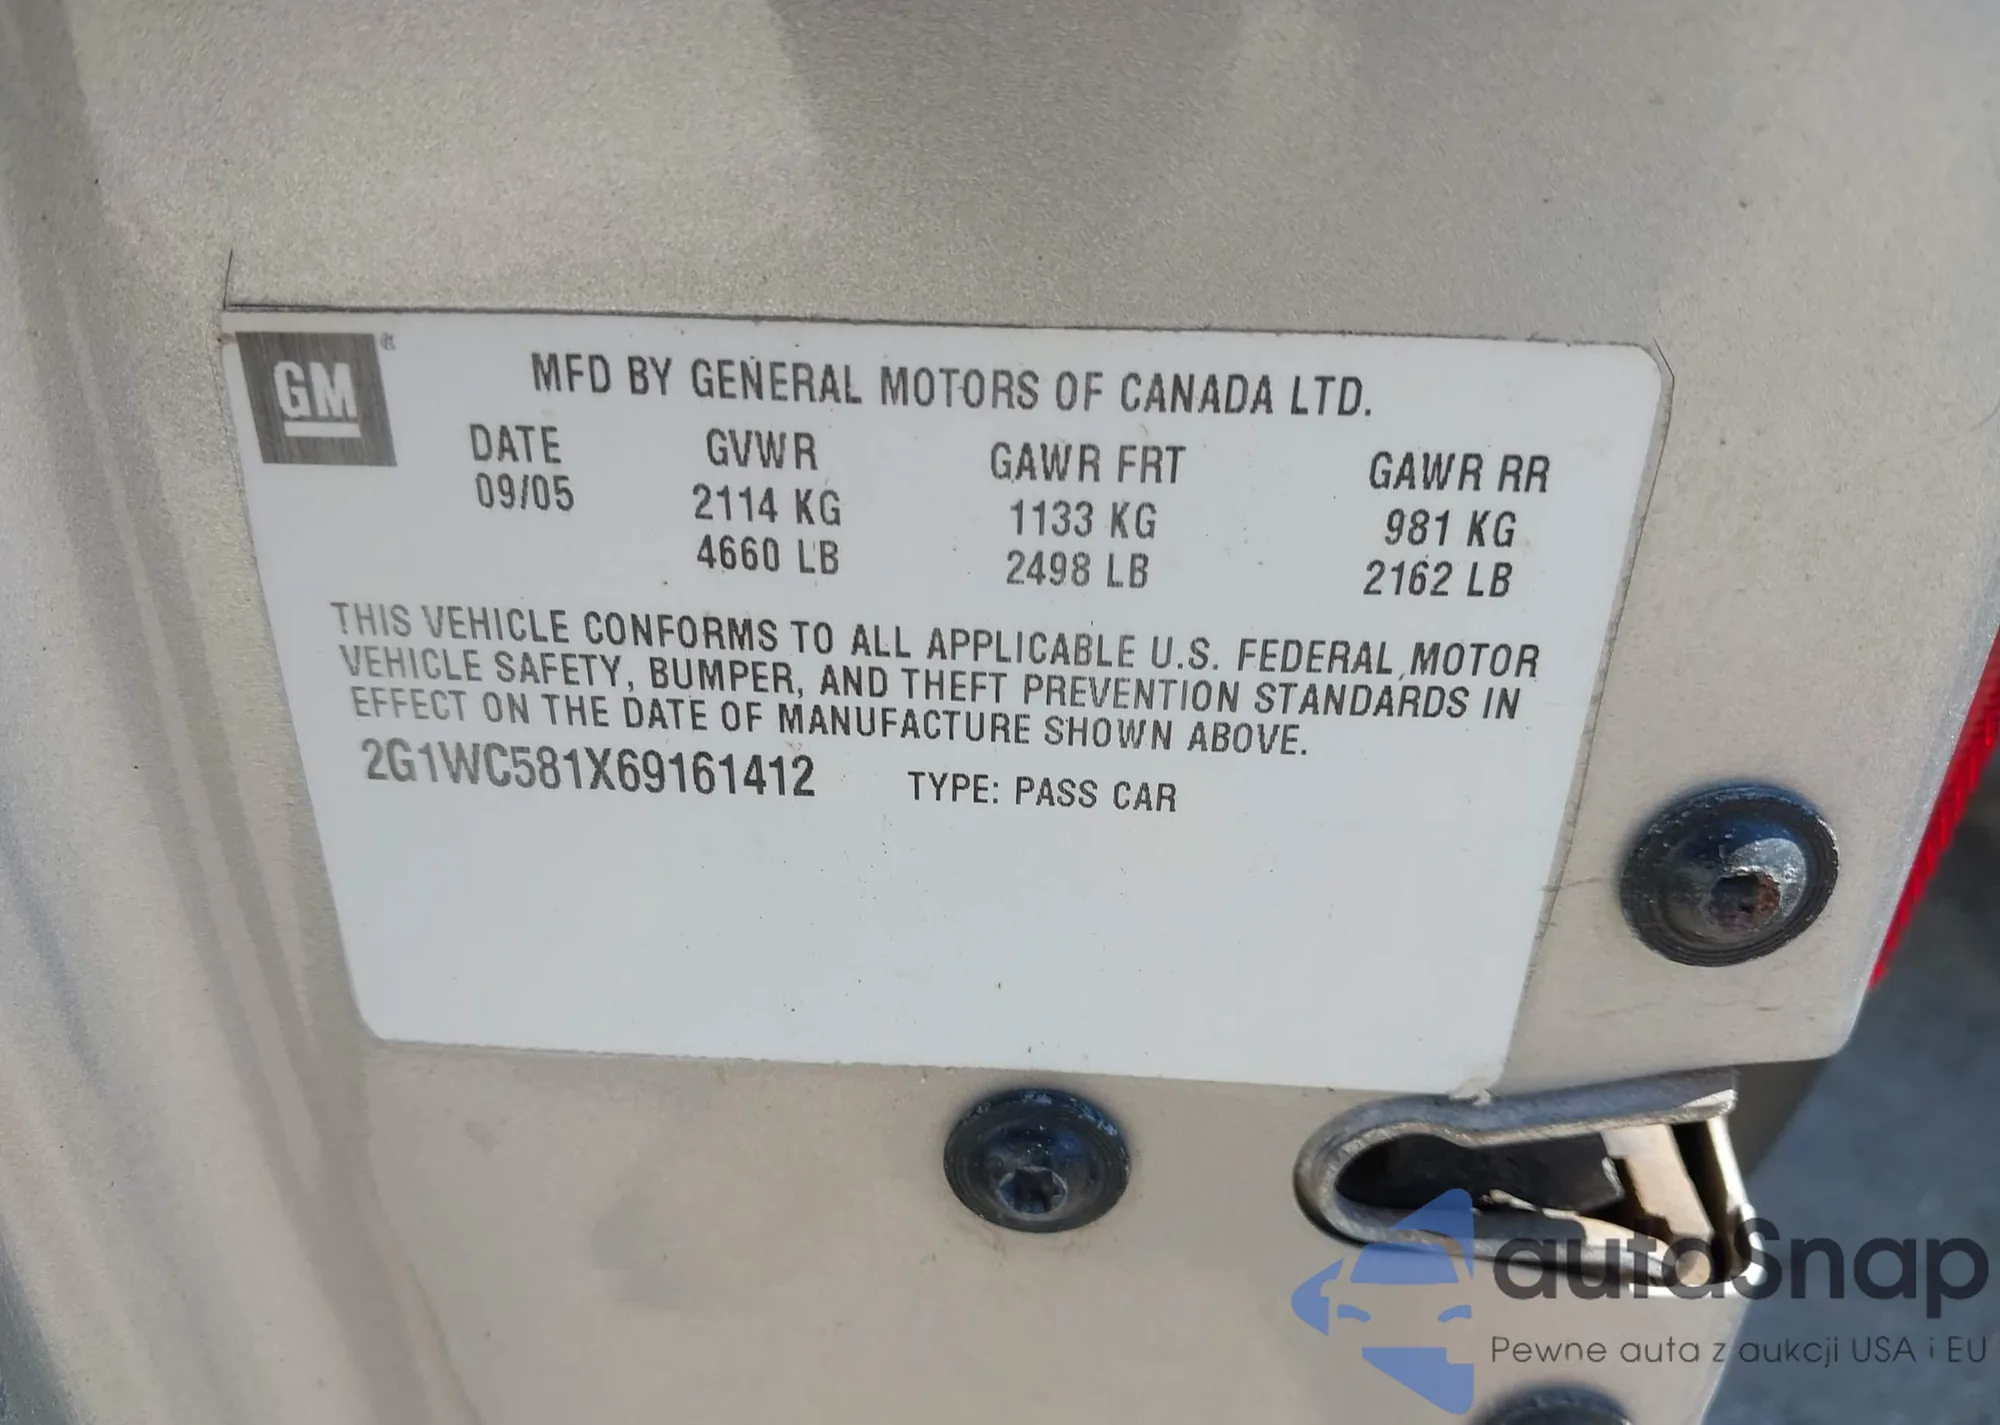 GM®
MFD BY GENERAL MOTORS OF CANADA LTD.
DATE GVWR GAWR FRT GAWR RR
09/05 2114 KG 1133 KG 981 KG
4660 LB 2498 LB 2162 LB
THIS VEHICLE CONFORMS TO ALL APPLICABLE U.S. FEDERAL MOTOR
VEHICLE SAFETY, BUMPER, AND THEFT PREVENTION STANDARDS IN
EFFECT ON THE DATE OF MANUFACTURE SHOWN ABOVE.
2G1WC581X69161412 TYPE: PASS CAR
autoSnap
Pewne auta z aukcji USA i EU